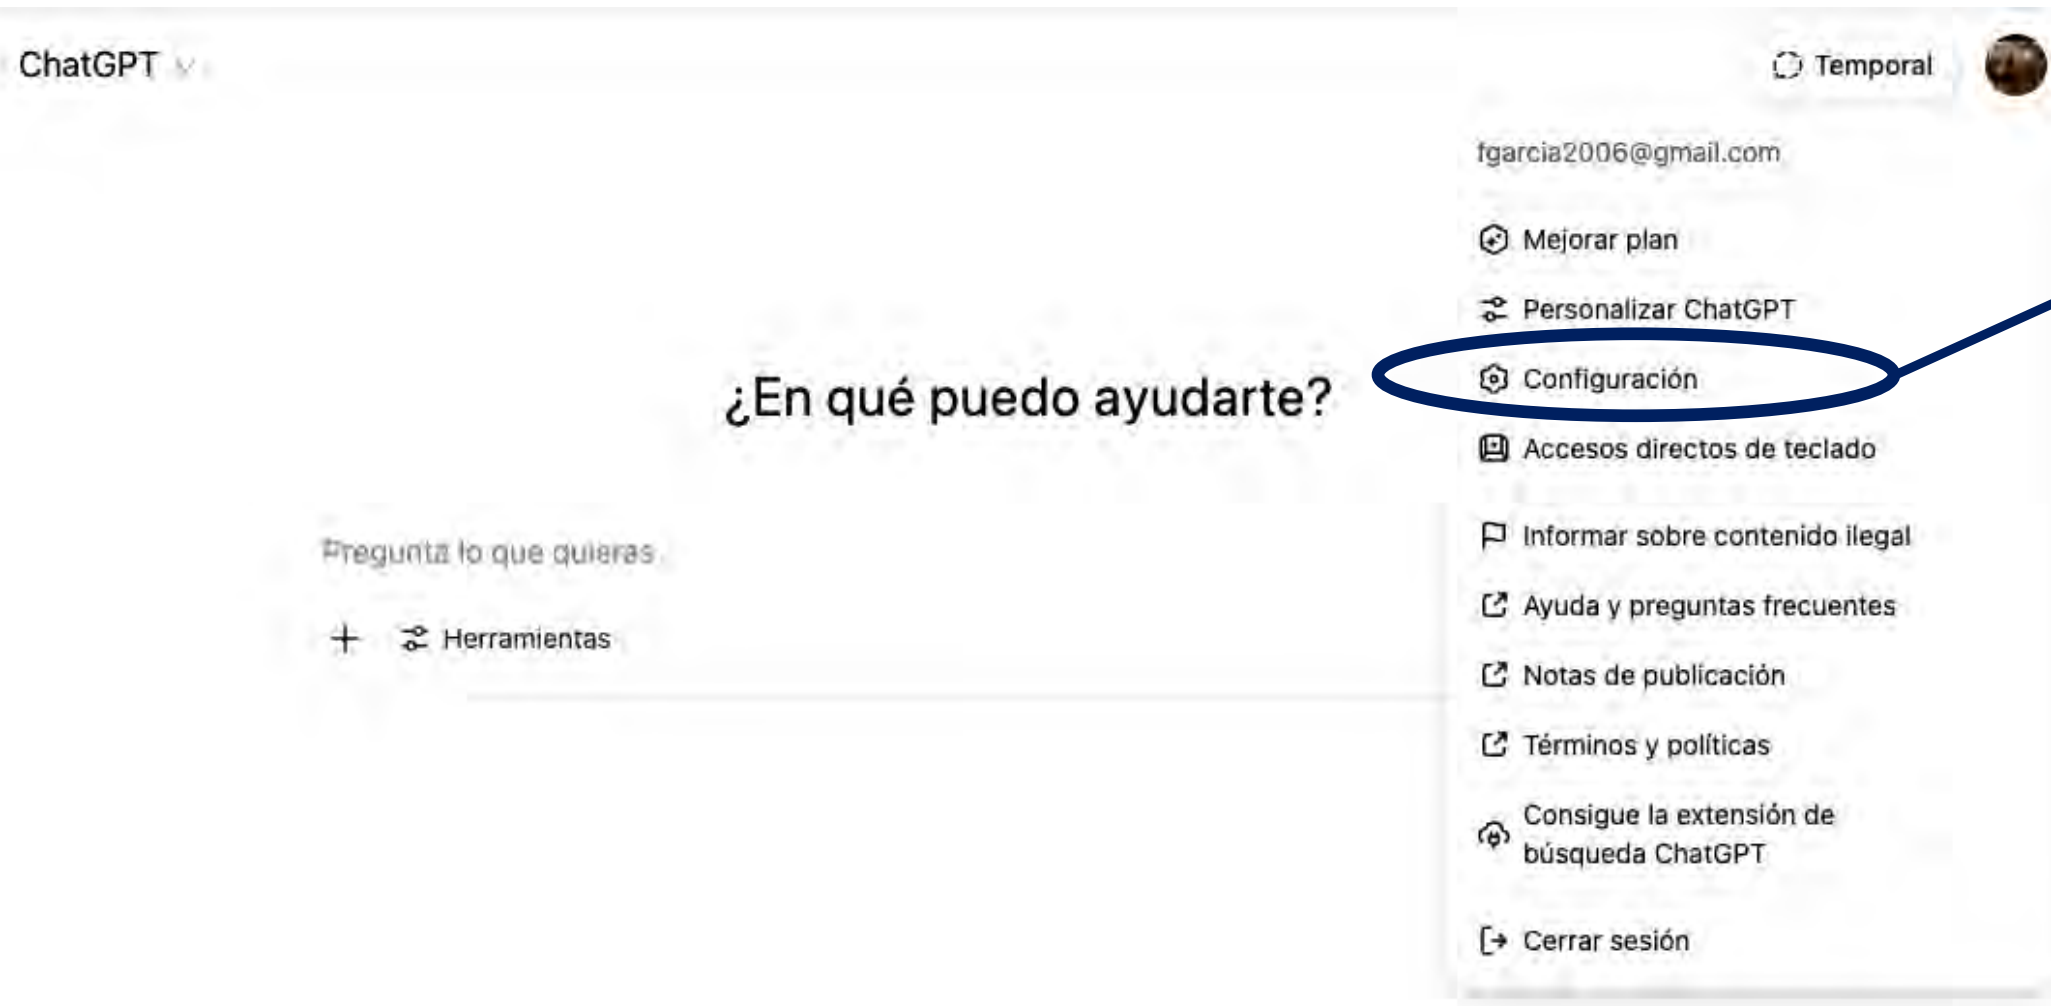 ChatGPT
Temporal
fgarcia2006@gmail.com
Mejorar plan
Personalizar ChatGPT
Configuración
Accesos directos de teclado
¿En qué puedo ayudarte?
Pregunta lo que quieras
Herramientas
Informar sobre contenido ilegal
Ayuda y preguntas frecuentes
Notas de publicación
Términos y políticas
Consigue la extensión de
búsqueda ChatGPT
Cerrar sesión